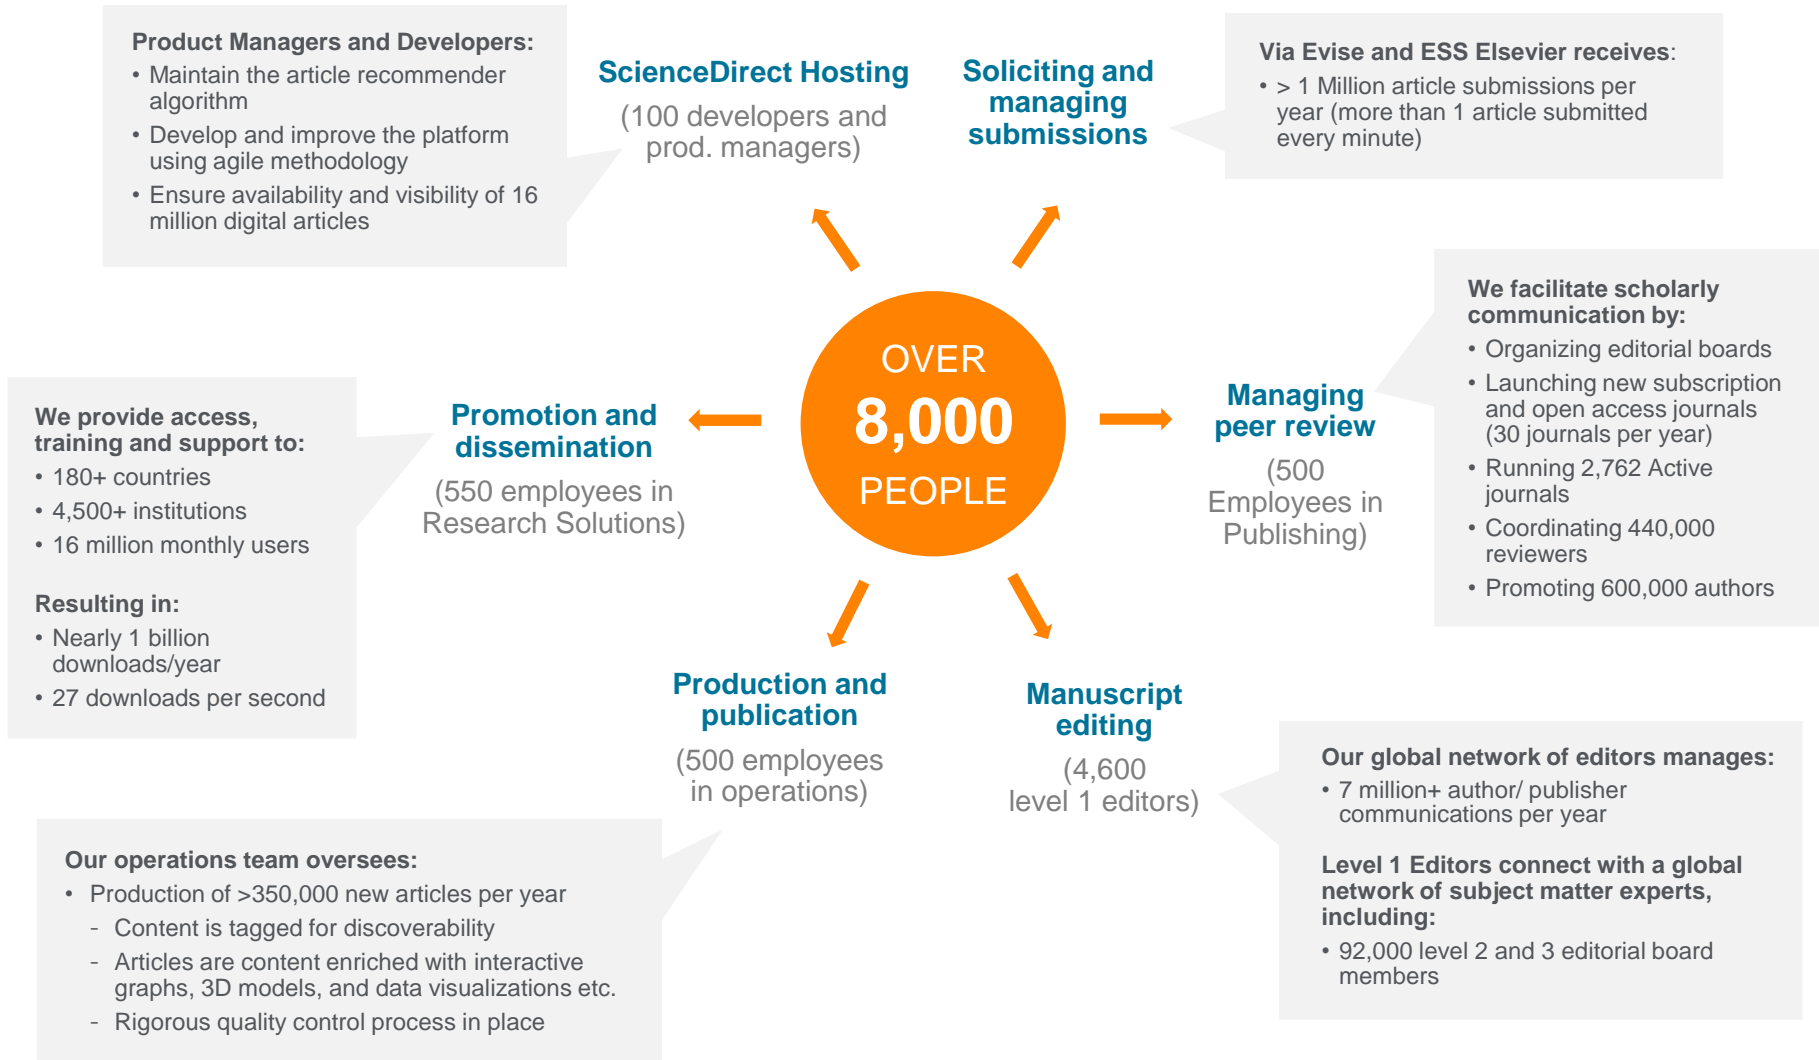 Product Managers and Developers:
• Maintain the article recommender
algorithm
• Develop and improve the platform
using agile methodology
• Ensure availability and visibility of 16
million digital articles
ScienceDirect Hosting
(100 developers and
prod. managers)
Soliciting and
managing
submissions
Via Evise and ESS Elsevier receives:
• > 1 Million article submissions per
year (more than 1 article submitted
every minute)
We facilitate scholarly
communication by:
• Organizing editorial boards
• Launching new subscription
and open access journals
(30 journals per year)
• Running 2,762 Active
journals
• Coordinating 440,000
reviewers
• Promoting 600,000 authors
Managing
peer review
(500
Employees in
Publishing)
OVER
8,000
PEOPLE
Promotion and
dissemination
(550 employees in
Research Solutions)
We provide access,
training and support to:
• 180+ countries
• 4,500+ institutions
• 16 million monthly users
Resulting in:
• Nearly 1 billion
downloads/year
• 27 downloads per second
Production and
publication
(500 employees
in operations)
Manuscript
editing
(4,600
level 1 editors)
Our global network of editors manages:
• 7 million+ author/ publisher
communications per year
Level 1 Editors connect with a global
network of subject matter experts,
including:
• 92,000 level 2 and 3 editorial board
members
Our operations team oversees:
• Production of >350,000 new articles per year
- Content is tagged for discoverability
- Articles are content enriched with interactive
graphs, 3D models, and data visualizations etc.
- Rigorous quality control process in place